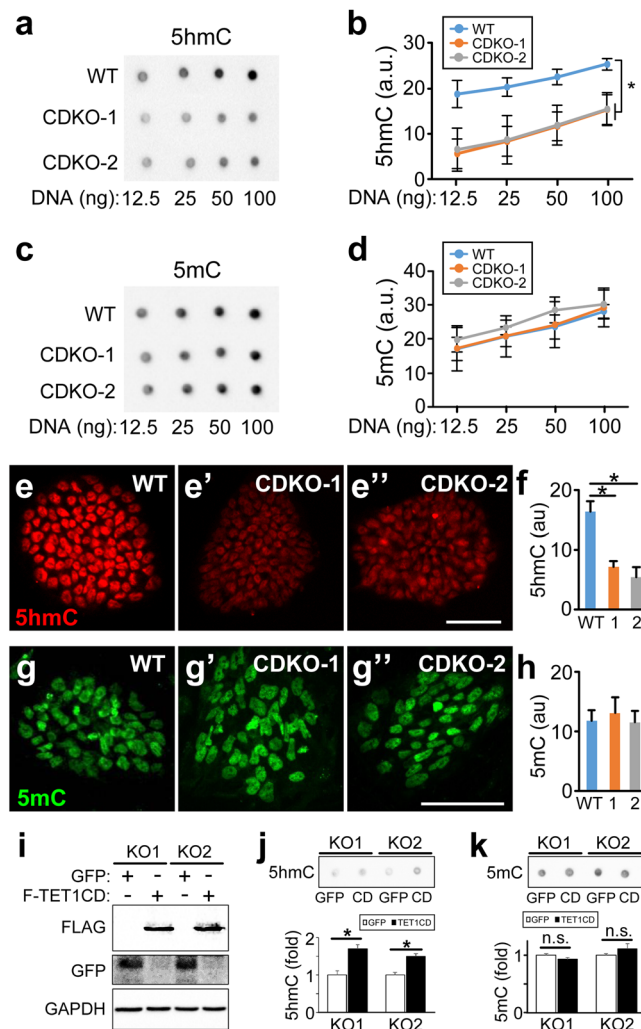 a
5hmC
WT
CDKO-1
CDKO-2
DNA (ng): 12.5 25 50 100
b
WT
CDKO-1
CDKO-2
5hmC (a.u.)
30
20
10
0
*
DNA (ng): 12.5 25 50 100
c
5mC
WT
CDKO-1
CDKO-2
DNA (ng): 12.5 25 50 100
d
WT
CDKO-1
CDKO-2
5mC (a.u.)
40
30
20
10
0
DNA (ng): 12.5 25 50 100
e WT
5hmC
e' CDKO-1
e'' CDKO-2
f
5hmC (au)
20
10
0
* *
WT 1 2
g WT
5mC
g' CDKO-1
g'' CDKO-2
h
5mC (au)
20
10
0
WT 1 2
i
KO1 KO2
GFP: + - + -
F-TET1CD: - + - +
FLAG
GFP
GAPDH
j
KO1 KO2
5hmC
GFP CD GFP CD
GFP TET1CD
5hmC (fold)
2
1
0
* *
KO1 KO2
k
KO1 KO2
5mC
GFP CD GFP CD
GFP TET1CD
5mC (fold)
2
1
0
n.s. n.s.
KO1 KO2